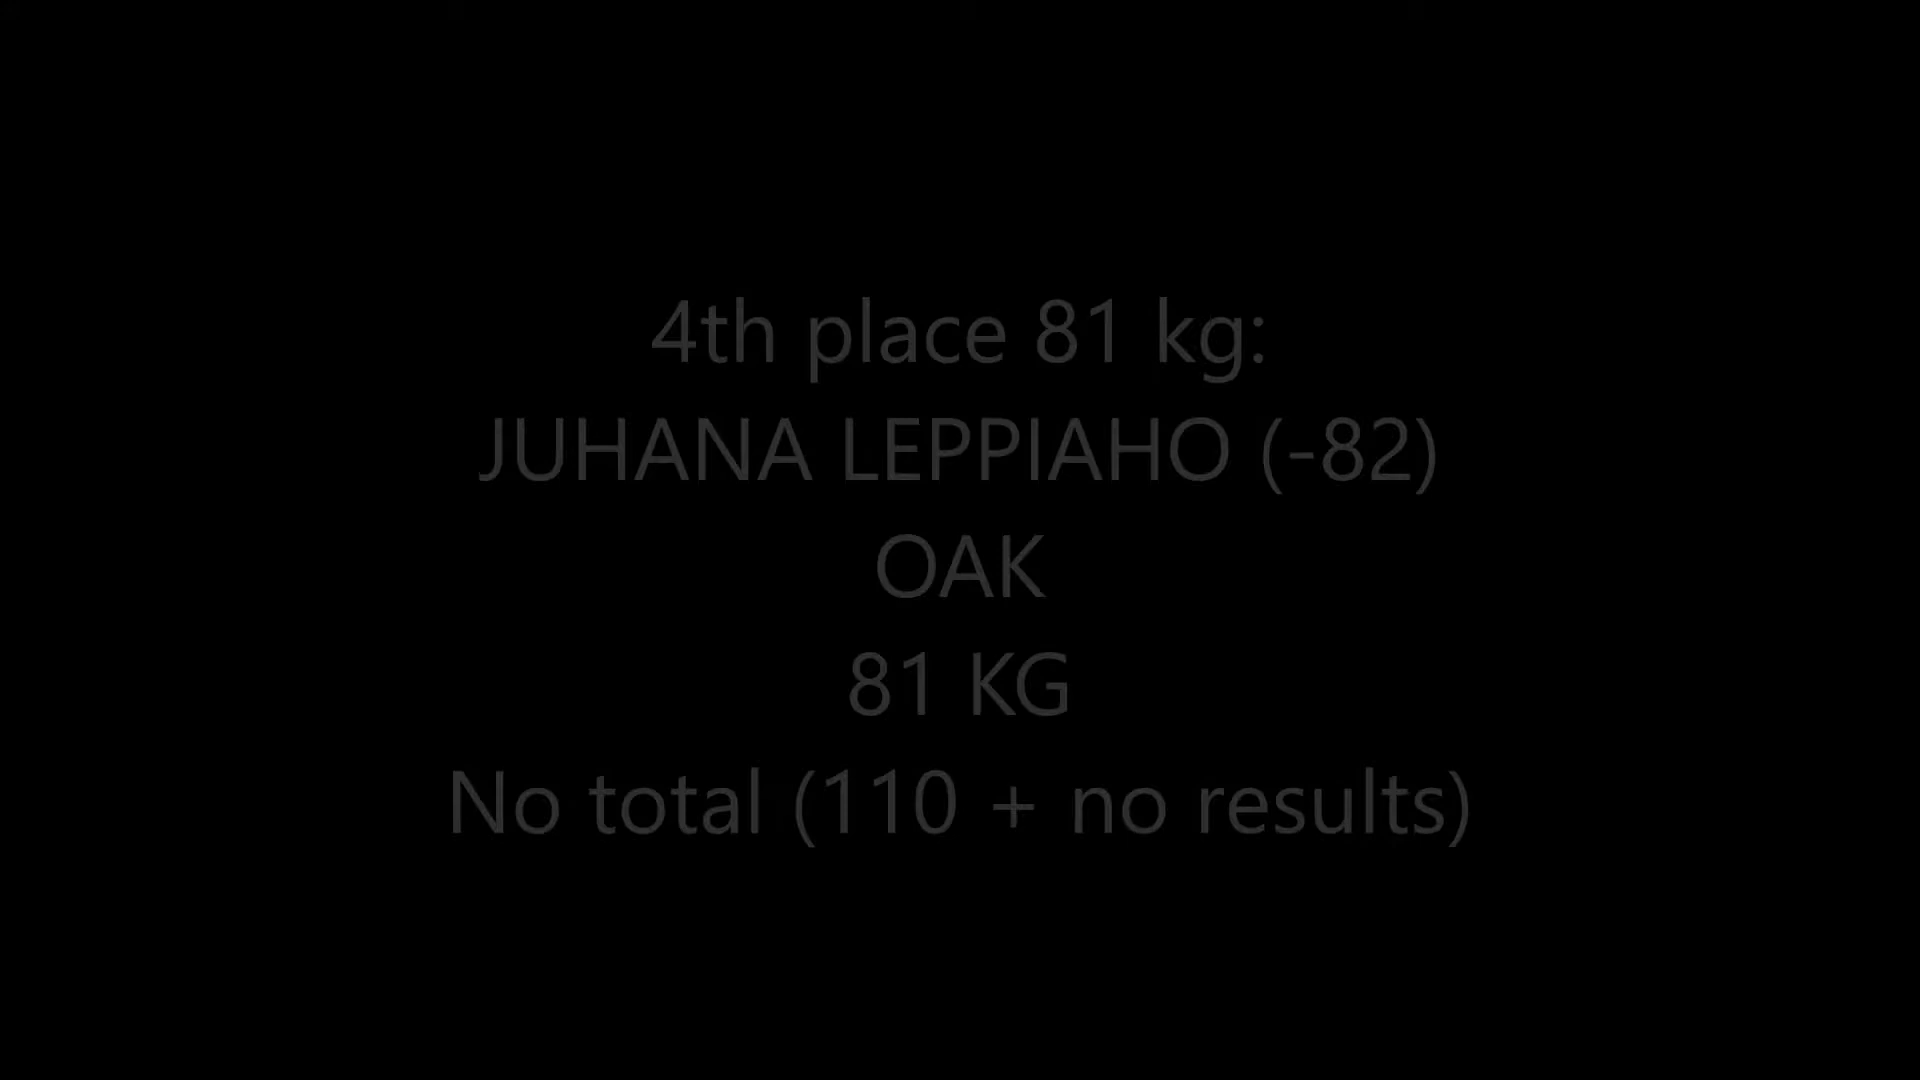 4th place 81 kg:
JUHANA LEPPIAHO (-82)
OAK
81 KG
No total (110 + no results)